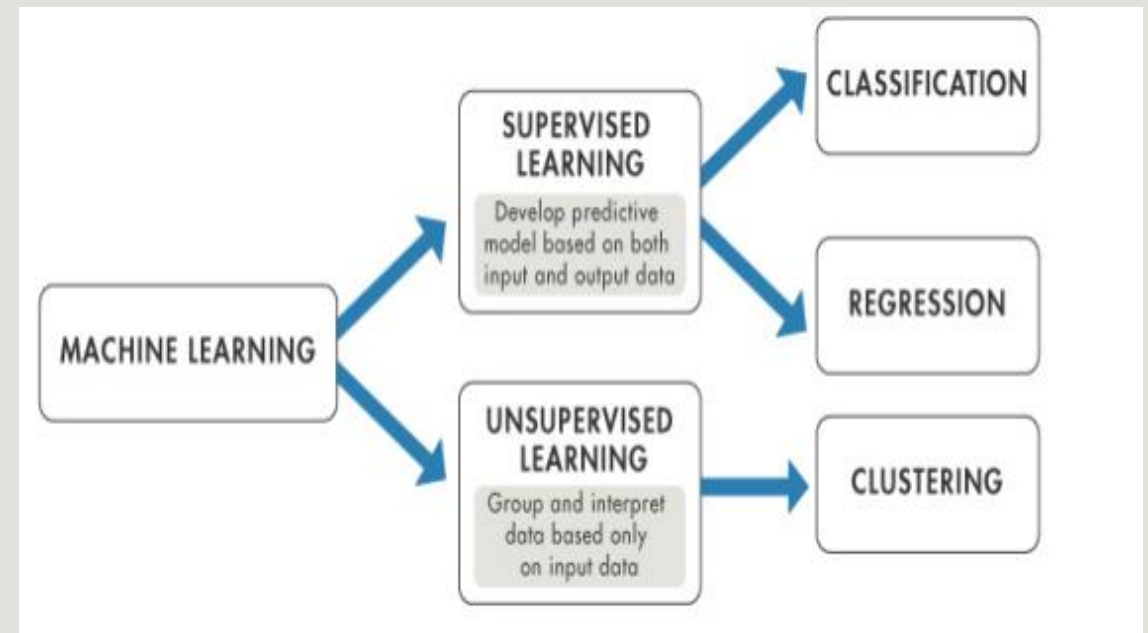 MACHINE LEARNING
SUPERVISED
LEARNING
Develop predictive
model based on both
input and output data
UNSUPERVISED
LEARNING
Group and interpret
data based only
on input data
CLASSIFICATION
REGRESSION
CLUSTERING